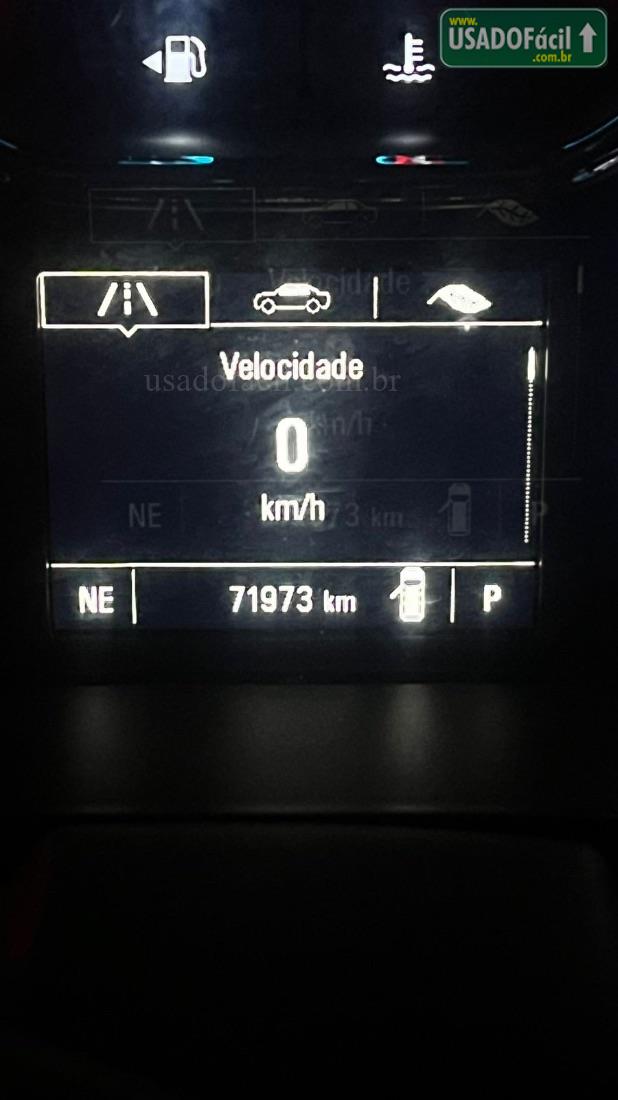 www.
USADOFácil
.com.br
Velocidade
usadofacil.com.br
0
km/h
NE
71973 km
P